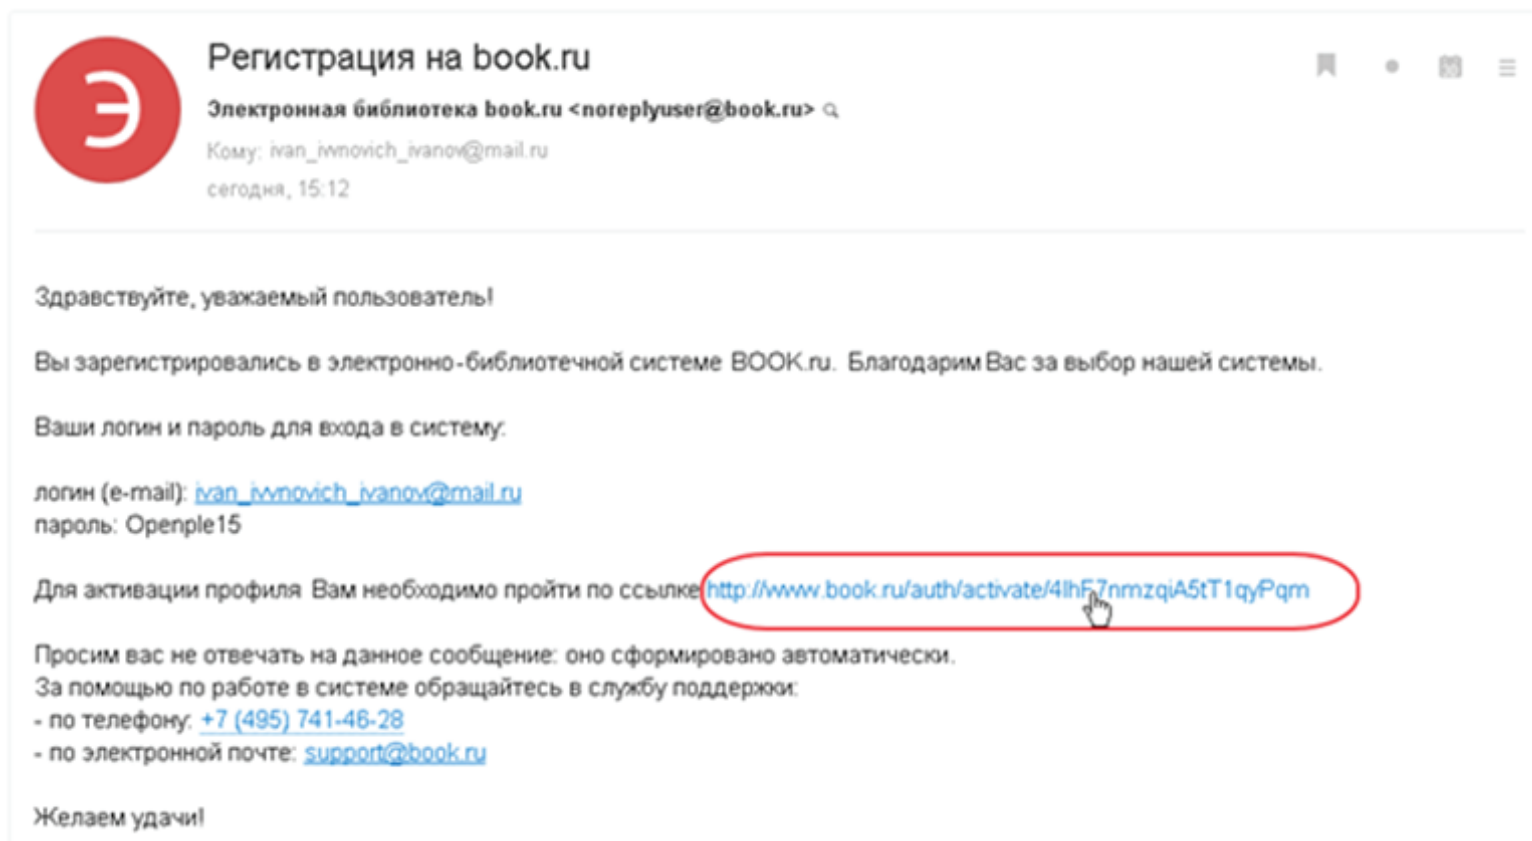 Э
Регистрация на book.ru
Электронная библиотека book.ru <noreplyuser@book.ru>
Кому: ivan_ivvnovich_ivanov@mail.ru
сегодня, 15:12
Здравствуйте, уважаемый пользователь!
Вы зарегистрировались в электронно-библиотечной системе BOOK.ru. Благодарим Вас за выбор нашей системы.
Ваши логин и пароль для входа в систему:
логин (e-mail): ivan_ivvnovich_ivanov@mail.ru
пароль: Openple15
Для активации профиля Вам необходимо пройти по ссылке http://www.book.ru/auth/activate/4lhF7nmzqiA5tT1qyPqm
Просим вас не отвечать на данное сообщение: оно сформировано автоматически.
За помощью по работе в системе обращайтесь в службу поддержки:
- по телефону: +7 (495) 741-46-28
- по электронной почте: support@book.ru
Желаем удачи!